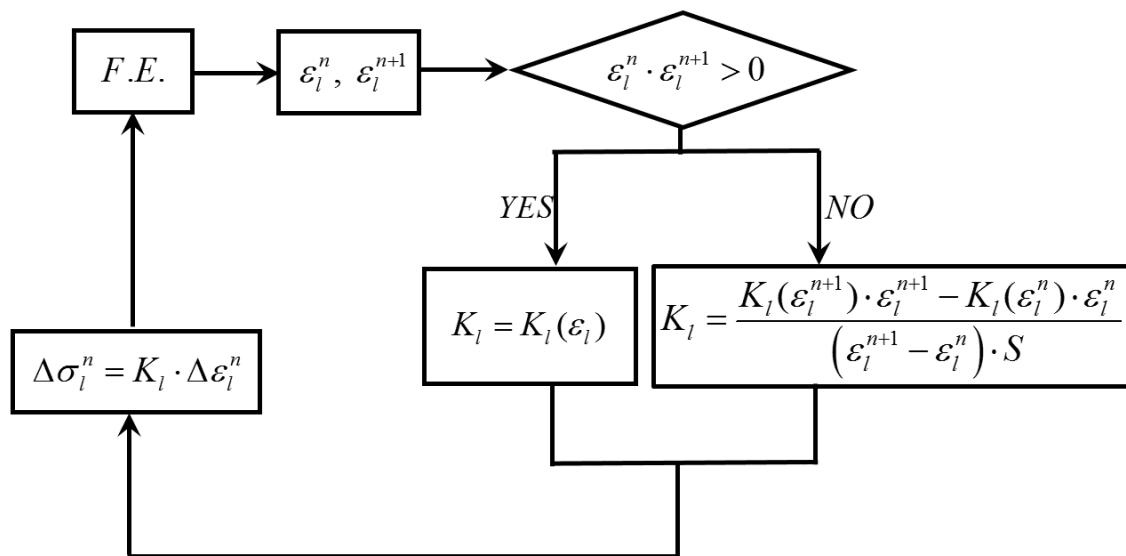 F.E.
ε_l^n, ε_l^{n+1}
ε_l^n · ε_l^{n+1} > 0
YES
NO
K_l = K_l(ε_l)
K_l = \frac{K_l(ε_l^{n+1}) · ε_l^{n+1} − K_l(ε_l^n) · ε_l^n}{(ε_l^{n+1} − ε_l^n) · S}
Δσ_l^n = K_l · Δε_l^n